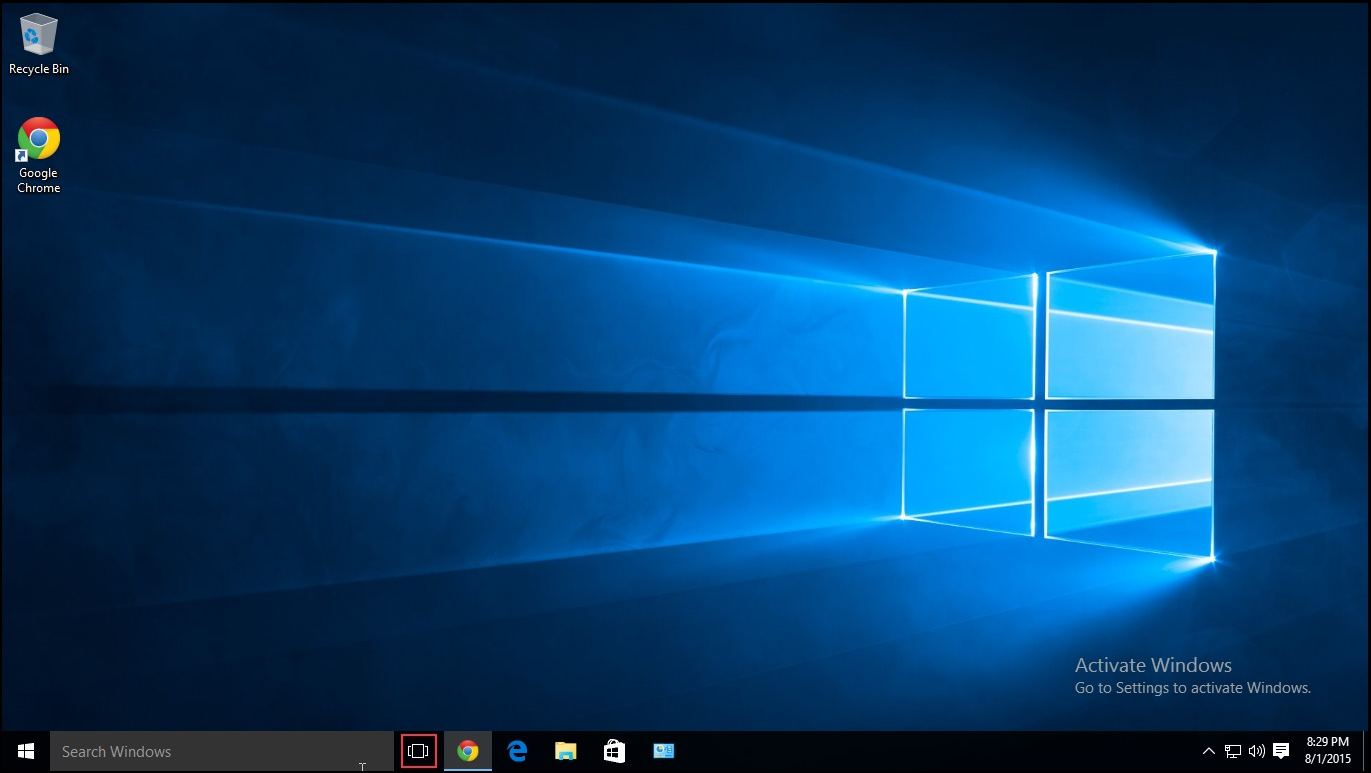 Recycle Bin
Google
Chrome
Activate Windows
Go to Settings to activate Windows.
Search Windows
8:29 PM
8/1/2015